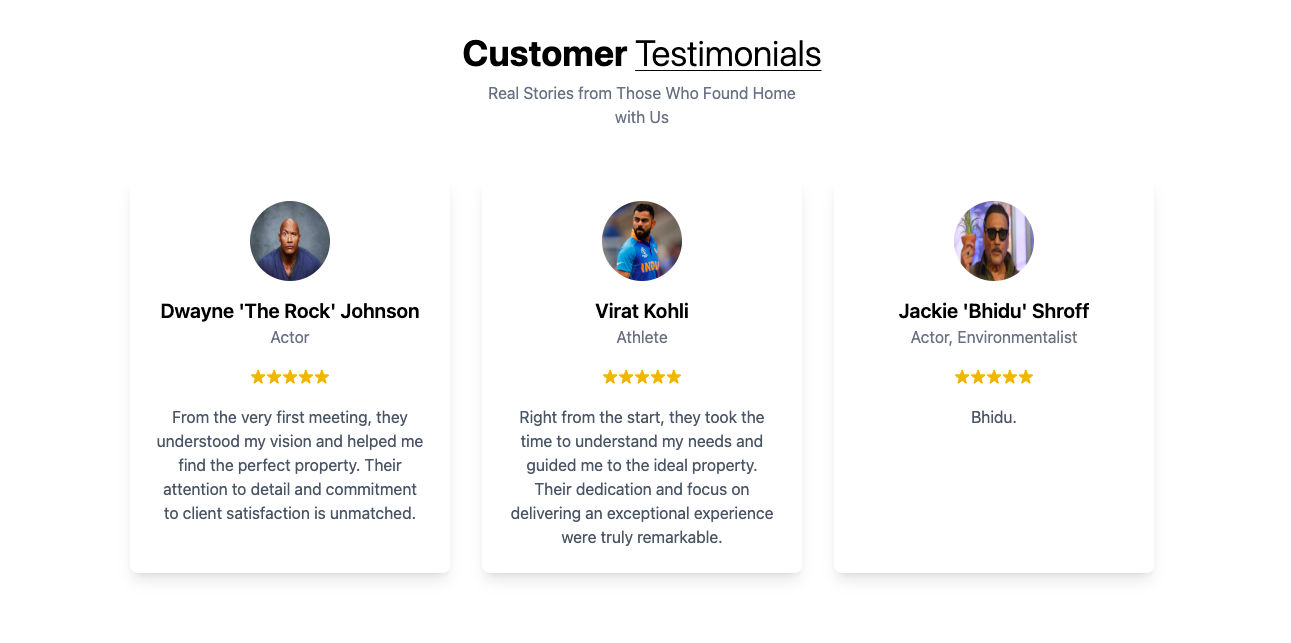 Customer Testimonials
Real Stories from Those Who Found Home
with Us
Dwayne 'The Rock' Johnson
Actor
From the very first meeting, they
understood my vision and helped me
find the perfect property. Their
attention to detail and commitment
to client satisfaction is unmatched.
INDI
Virat Kohli
Athlete
Right from the start, they took the
time to understand my needs and
guided me to the ideal property.
Their dedication and focus on
delivering an exceptional experience
were truly remarkable.
Jackie 'Bhidu' Shroff
Actor, Environmentalist
Bhidu.